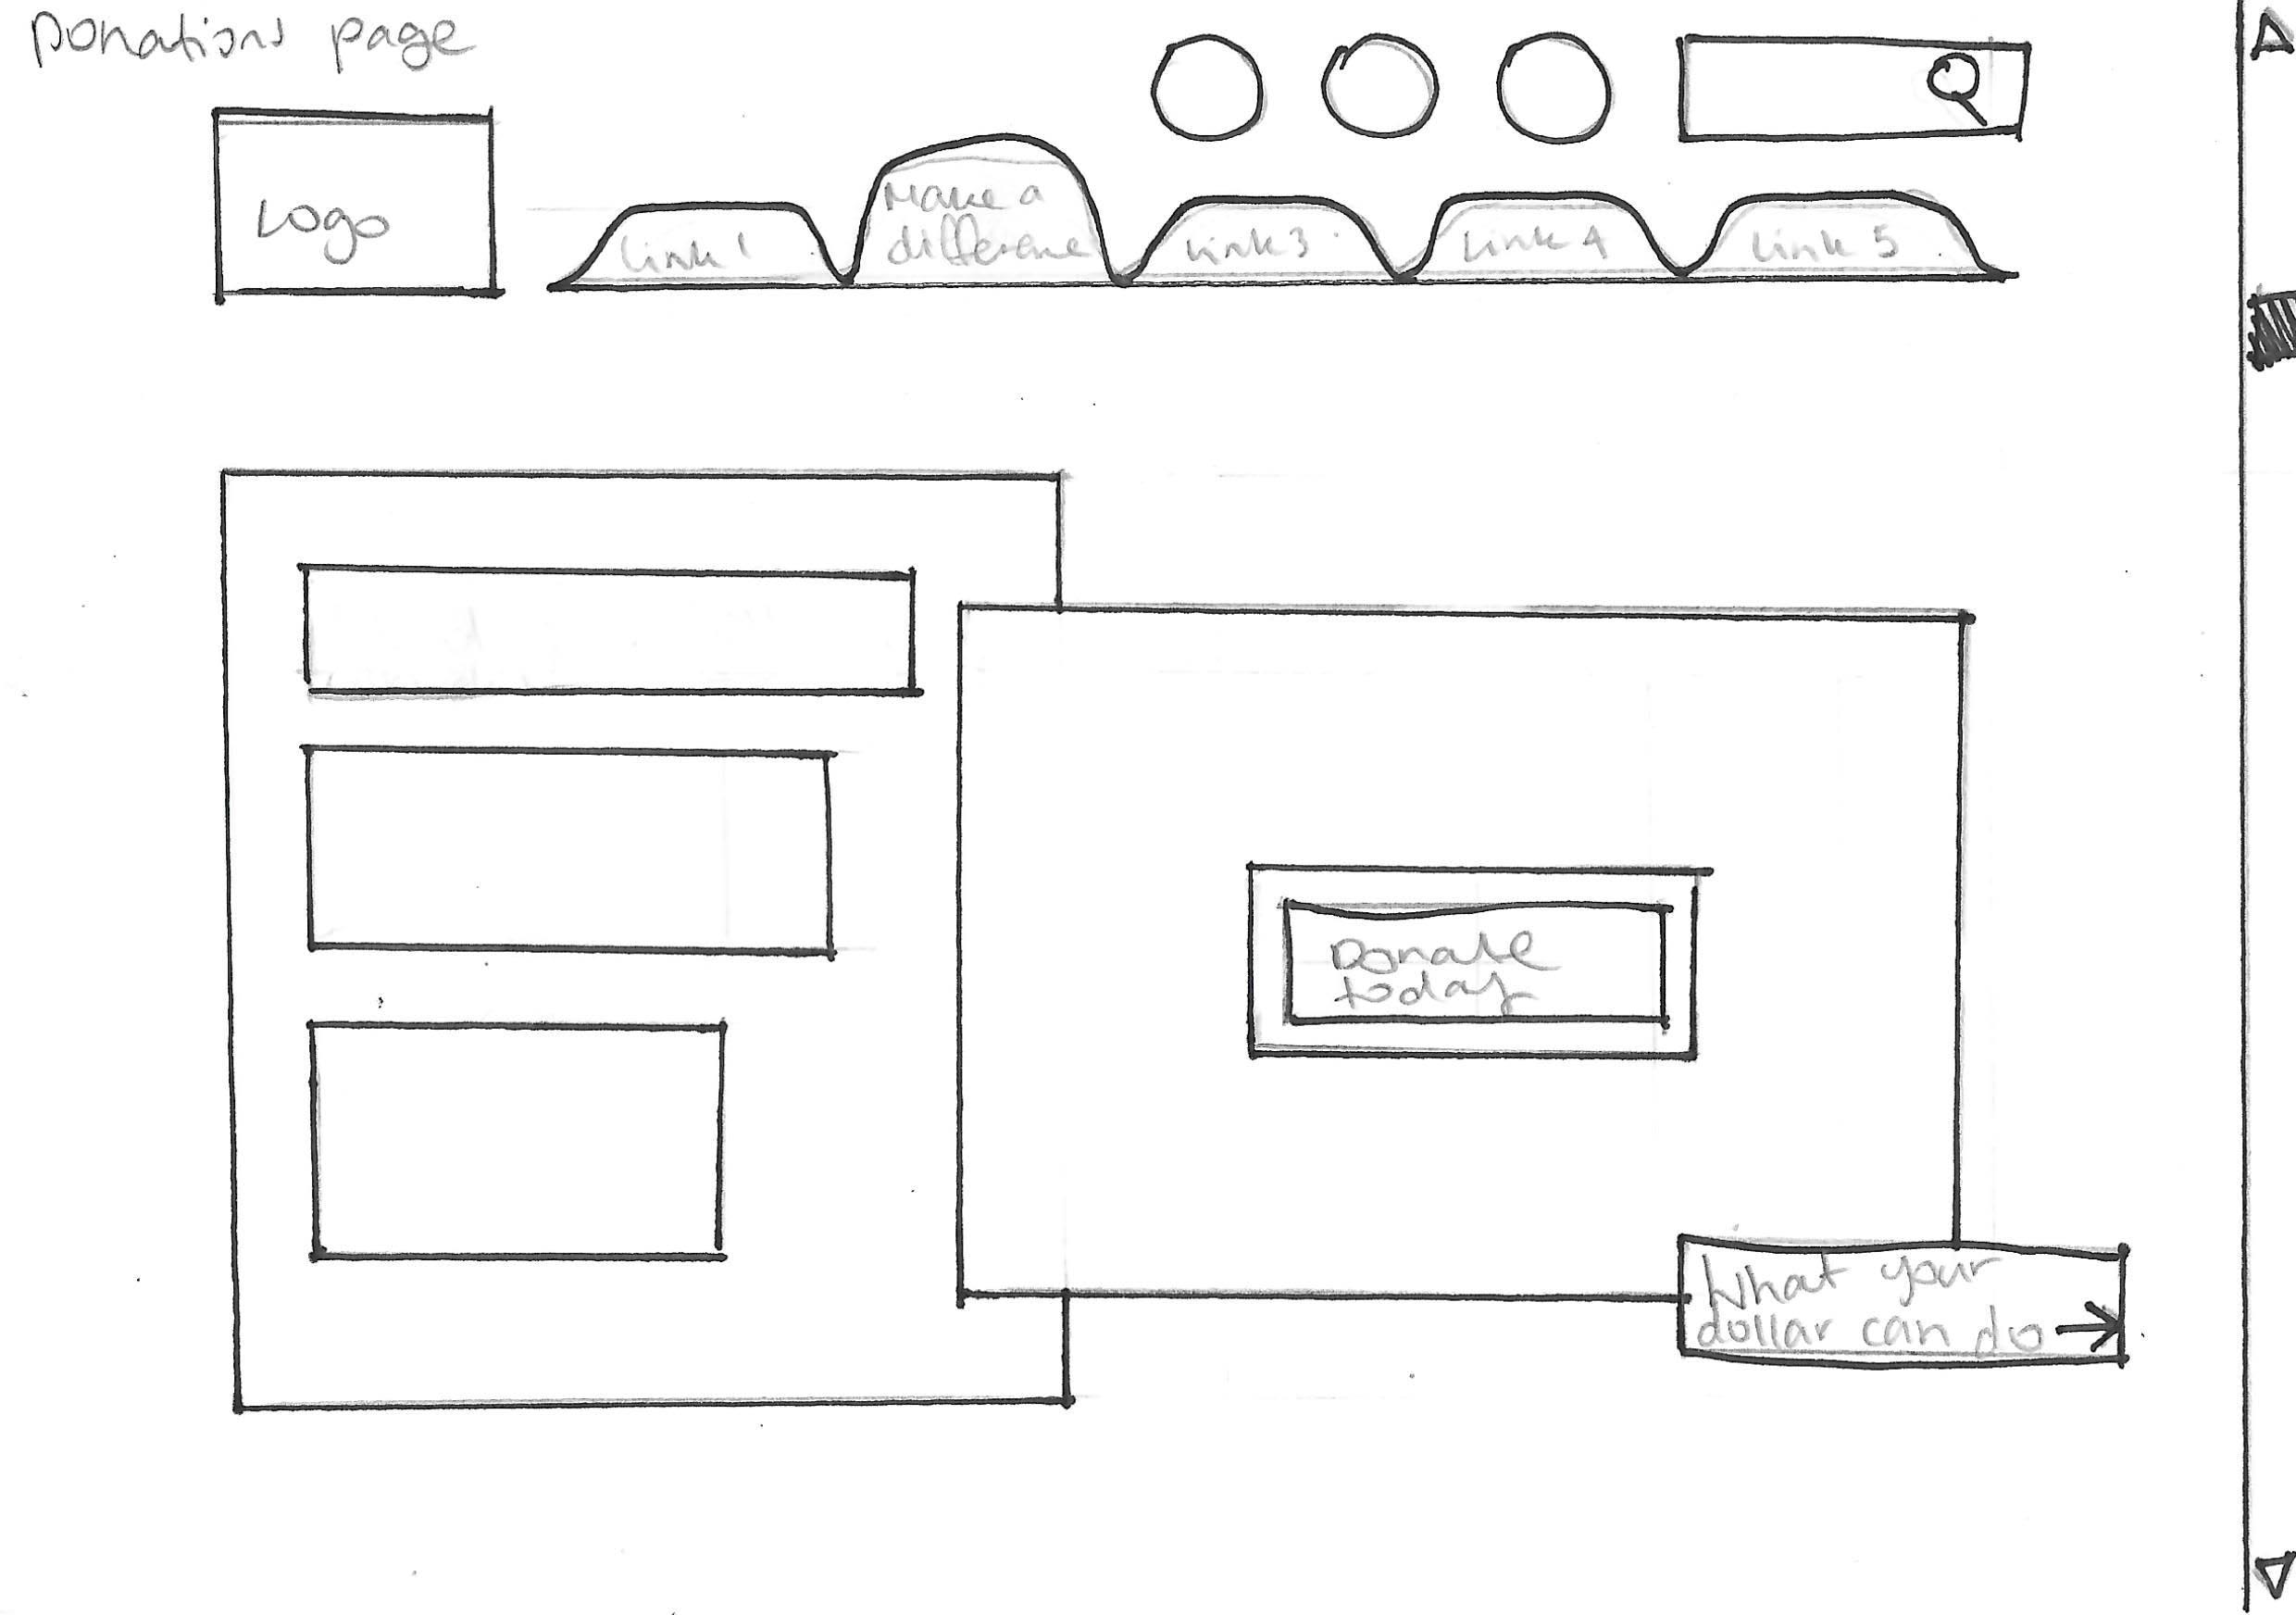 Donations page
Logo
Link 1
Make a
difference
Link 3
Link 4
Link 5
Donate
today
What your
dollar can do